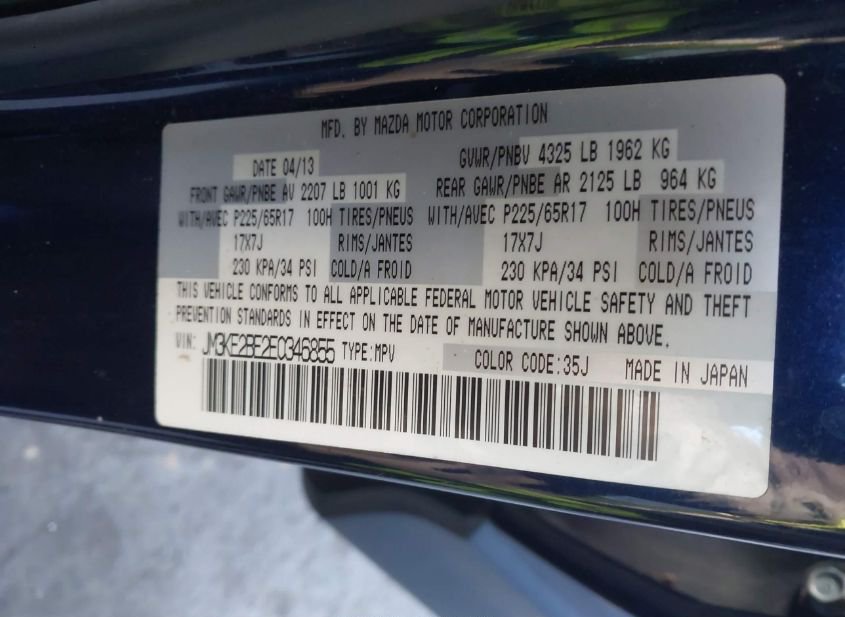 MFD. BY MAZDA MOTOR CORPORATION
DATE 04/13 GVWR/PNBV 4325 LB 1962 KG
FRONT GAWR/PNBE AV 2207 LB 1001 KG REAR GAWR/PNBE AR 2125 LB 964 KG
WITH/AVEC P225/65R17 100H TIRES/PNEUS WITH/AVEC P225/65R17 100H TIRES/PNEUS
17X7J RIMS/JANTES 17X7J RIMS/JANTES
230 KPA/34 PSI COLD/A FROID 230 KPA/34 PSI COLD/A FROID
THIS VEHICLE CONFORMS TO ALL APPLICABLE FEDERAL MOTOR VEHICLE SAFETY AND THEFT
PREVENTION STANDARDS IN EFFECT ON THE DATE OF MANUFACTURE SHOWN ABOVE.
VIN: JM3KE2BE2E0346855 TYPE:MPV COLOR CODE:35J MADE IN JAPAN